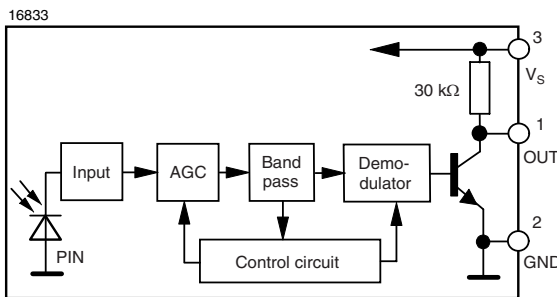 16833
3
V_S
30 kΩ
1
OUT
Input
AGC
Band
pass
Demo-
dulator
2
PIN
Control circuit
GND